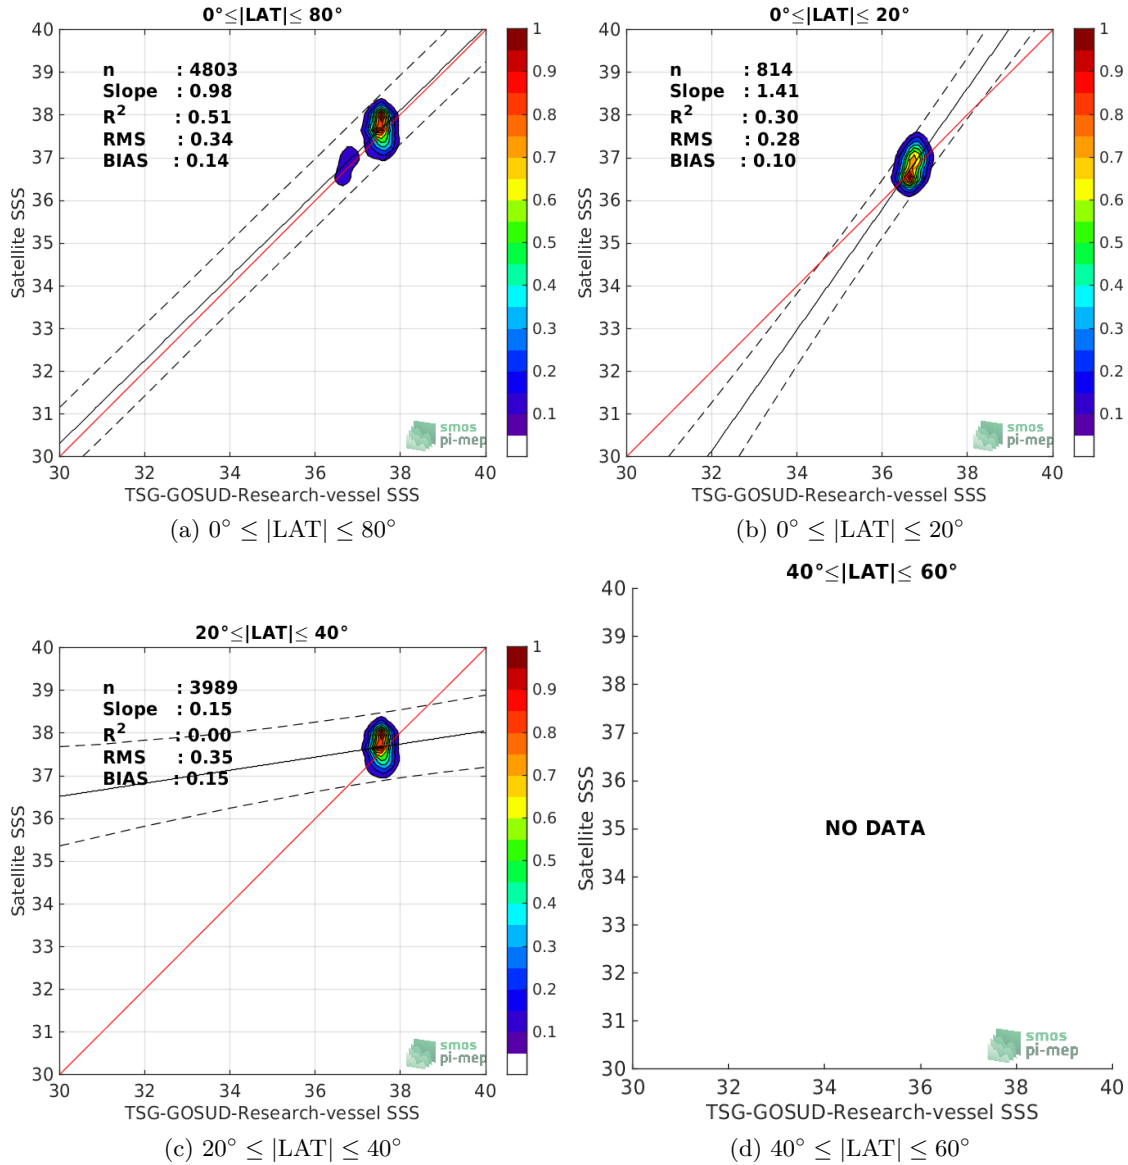 0°≤|LAT|≤ 80°
n : 4803
Slope : 0.98
R² : 0.51
RMS : 0.34
BIAS : 0.14
40
39
38
37
36
35
34
33
32
31
30
Satellite SSS
30 32 34 36 38 40
TSG-GOSUD-Research-vessel SSS
1
0.9
0.8
0.7
0.6
0.5
0.4
0.3
0.2
0.1
smos
pi-mep
(a) 0° ≤ |LAT| ≤ 80°
0°≤|LAT|≤ 20°
n : 814
Slope : 1.41
R² : 0.30
RMS : 0.28
BIAS : 0.10
40
39
38
37
36
35
34
33
32
31
30
Satellite SSS
30 32 34 36 38 40
TSG-GOSUD-Research-vessel SSS
1
0.9
0.8
0.7
0.6
0.5
0.4
0.3
0.2
0.1
smos
pi-mep
(b) 0° ≤ |LAT| ≤ 20°
20°≤|LAT|≤ 40°
n : 3989
Slope : 0.15
R² : 0.00
RMS : 0.35
BIAS : 0.15
40
39
38
37
36
35
34
33
32
31
30
Satellite SSS
30 32 34 36 38 40
TSG-GOSUD-Research-vessel SSS
1
0.9
0.8
0.7
0.6
0.5
0.4
0.3
0.2
0.1
smos
pi-mep
(c) 20° ≤ |LAT| ≤ 40°
40°≤|LAT|≤ 60°
40
39
38
37
36
35
34
33
32
31
30
Satellite SSS
NO DATA
30 32 34 36 38 40
TSG-GOSUD-Research-vessel SSS
smos
pi-mep
(d) 40° ≤ |LAT| ≤ 60°